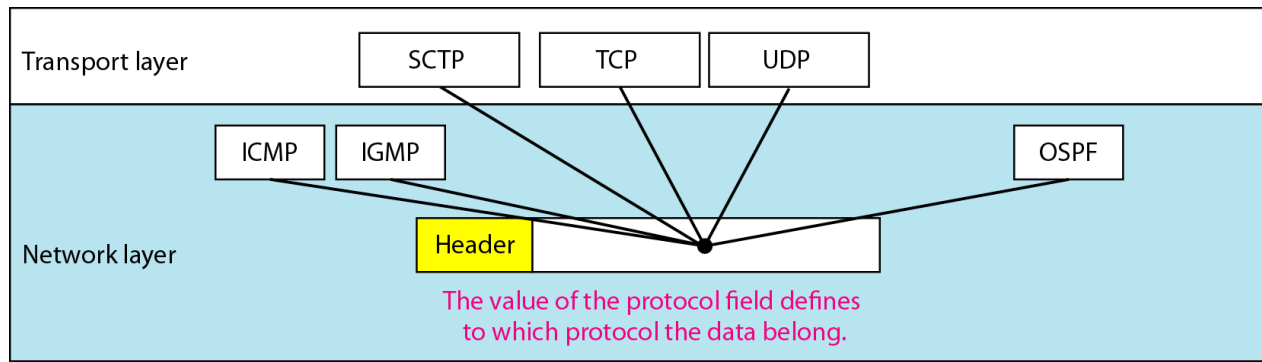 Transport layer
SCTP
TCP
UDP
ICMP
IGMP
OSPF
Network layer
Header
The value of the protocol field defines
to which protocol the data belong.